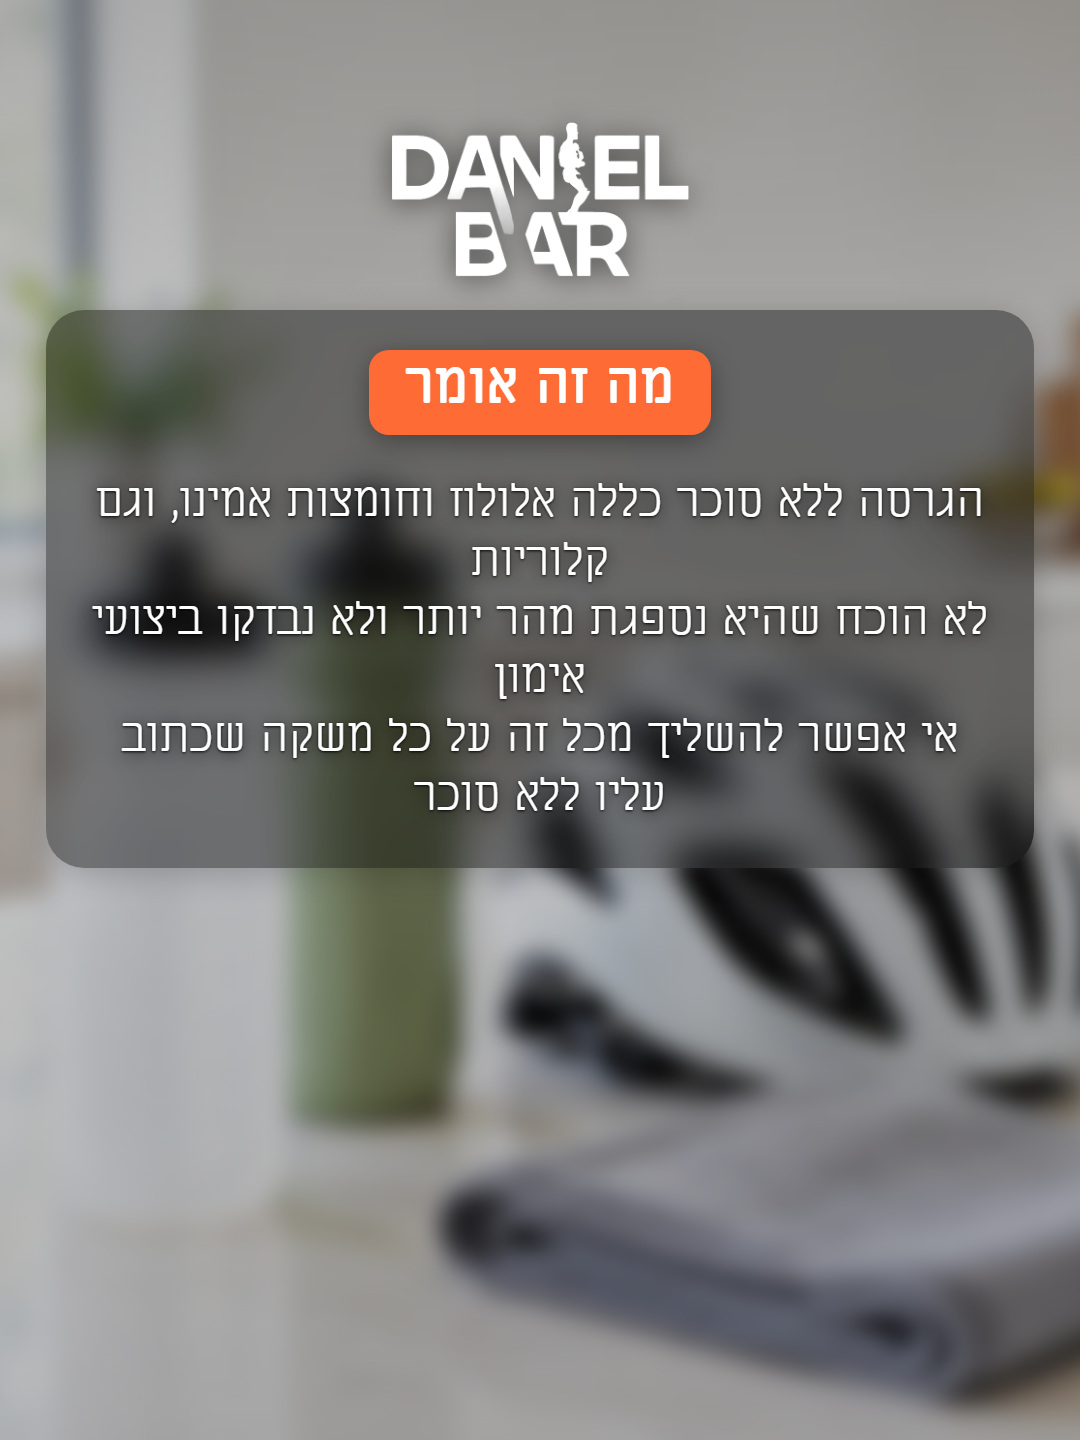 DANIEL
BAR
מה זה אומר
הגרסה ללא סוכר כללה אלולוז וחומצות אמינו, וגם
קלוריות
לא הוכח שהיא נספגת מהר יותר ולא נבדקו ביצועי
אימון
אי אפשר להשליך מכל זה על כל משקה שכתוב
עליו ללא סוכר